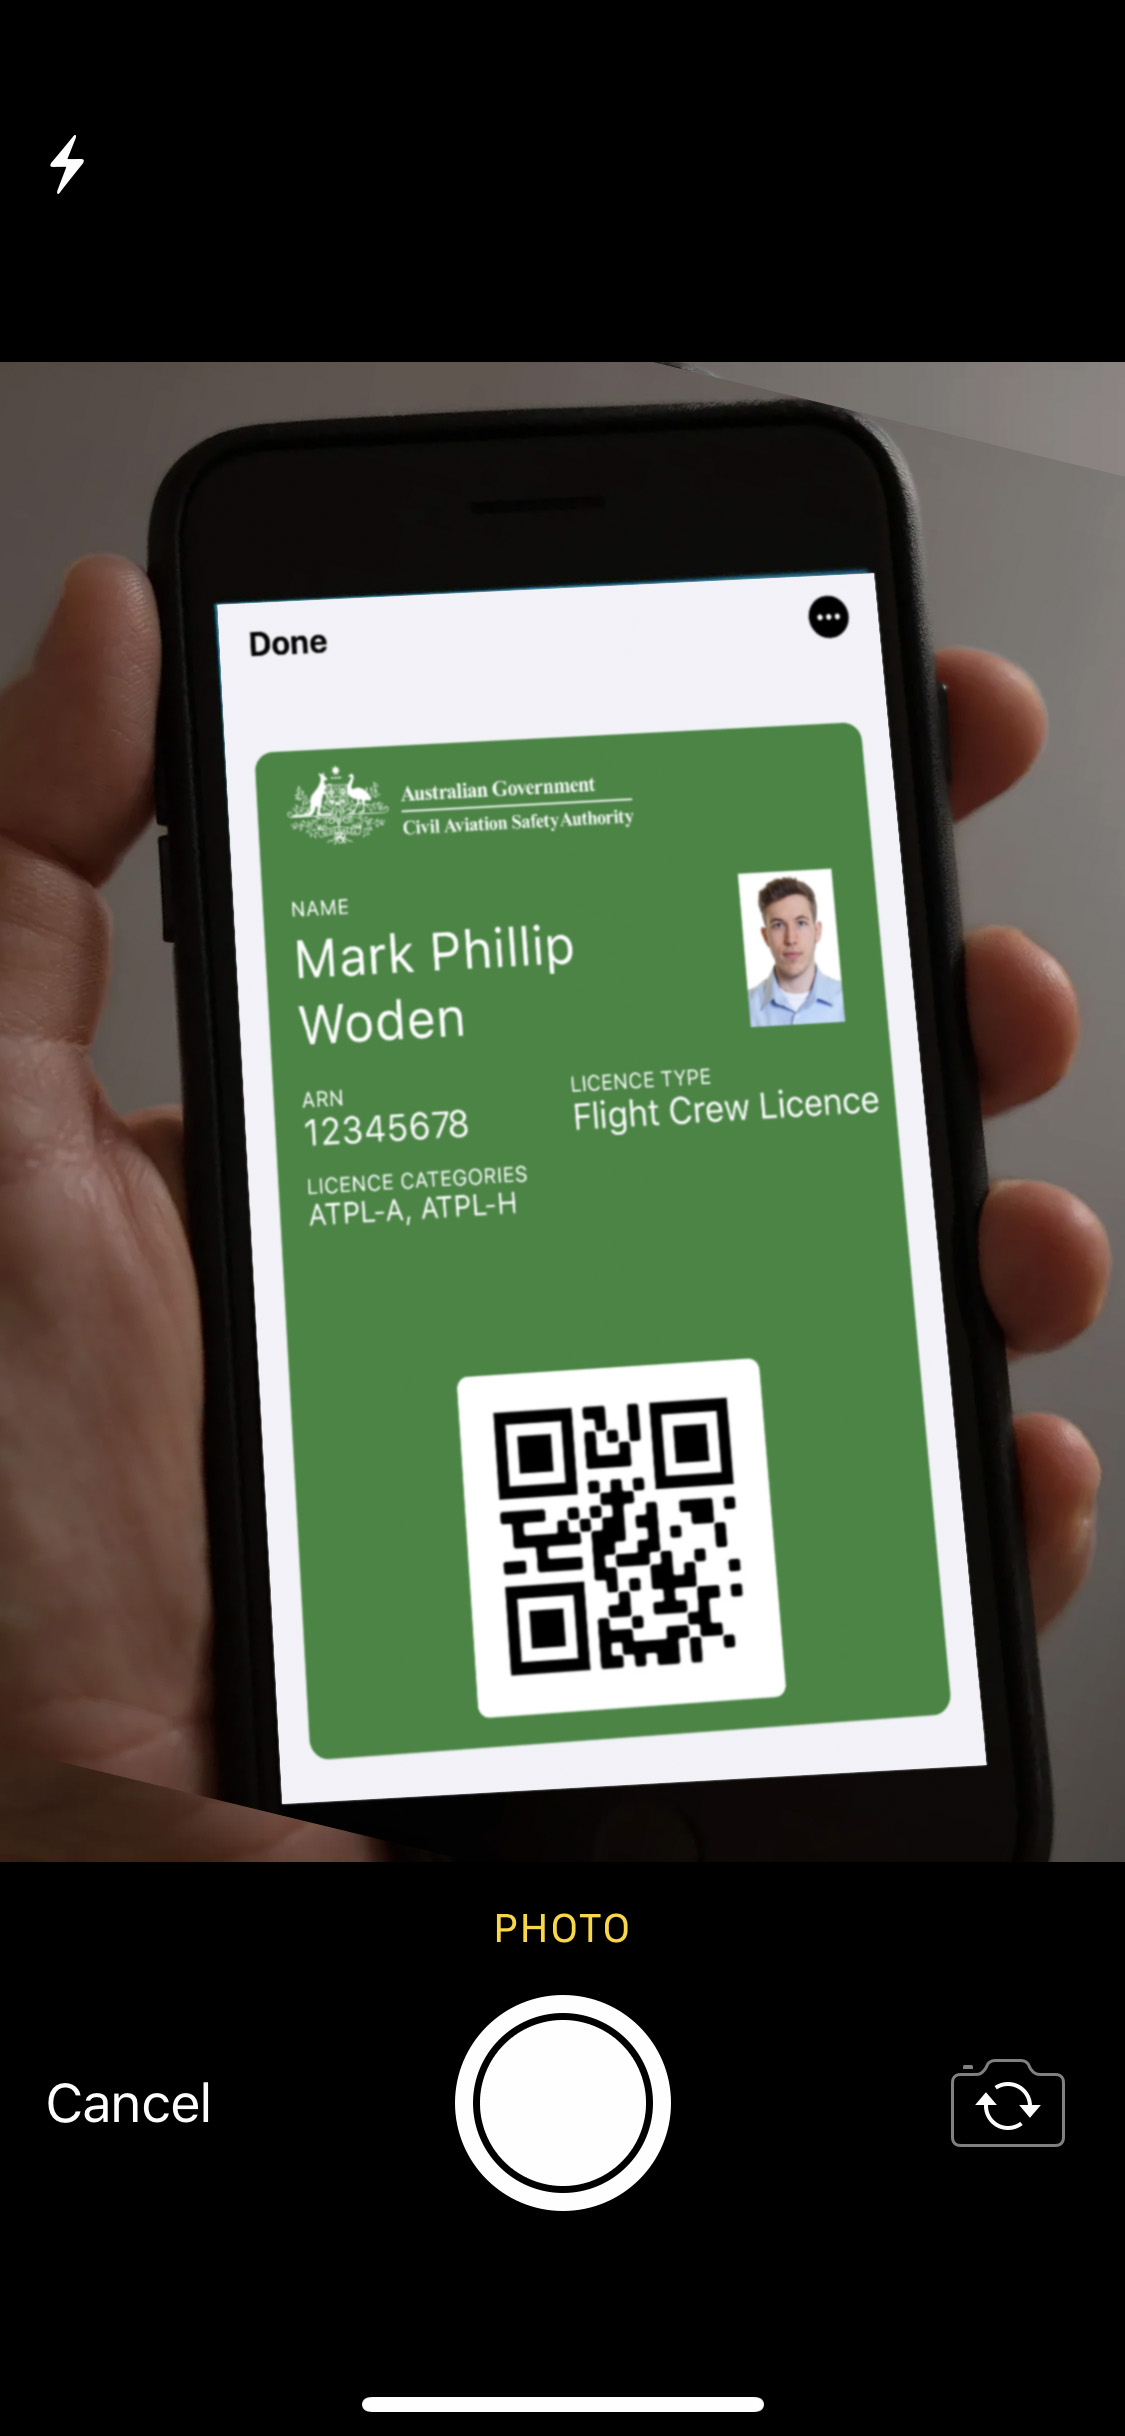 Done
Australian Government
Civil Aviation Safety Authority
NAME
Mark Phillip
Woden
ARN
12345678
LICENCE TYPE
Flight Crew Licence
LICENCE CATEGORIES
ATPL-A, ATPL-H
PHOTO
Cancel